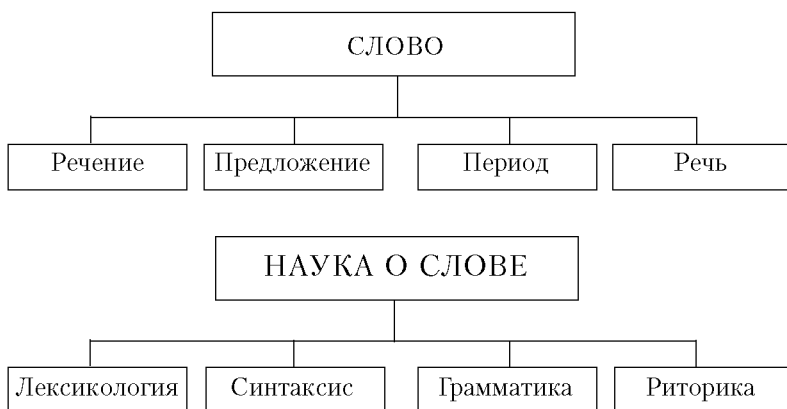 СЛОВО
Речение Предложение Период Речь
НАУКА О СЛОВЕ
Лексикология Синтаксис Грамматика Риторика